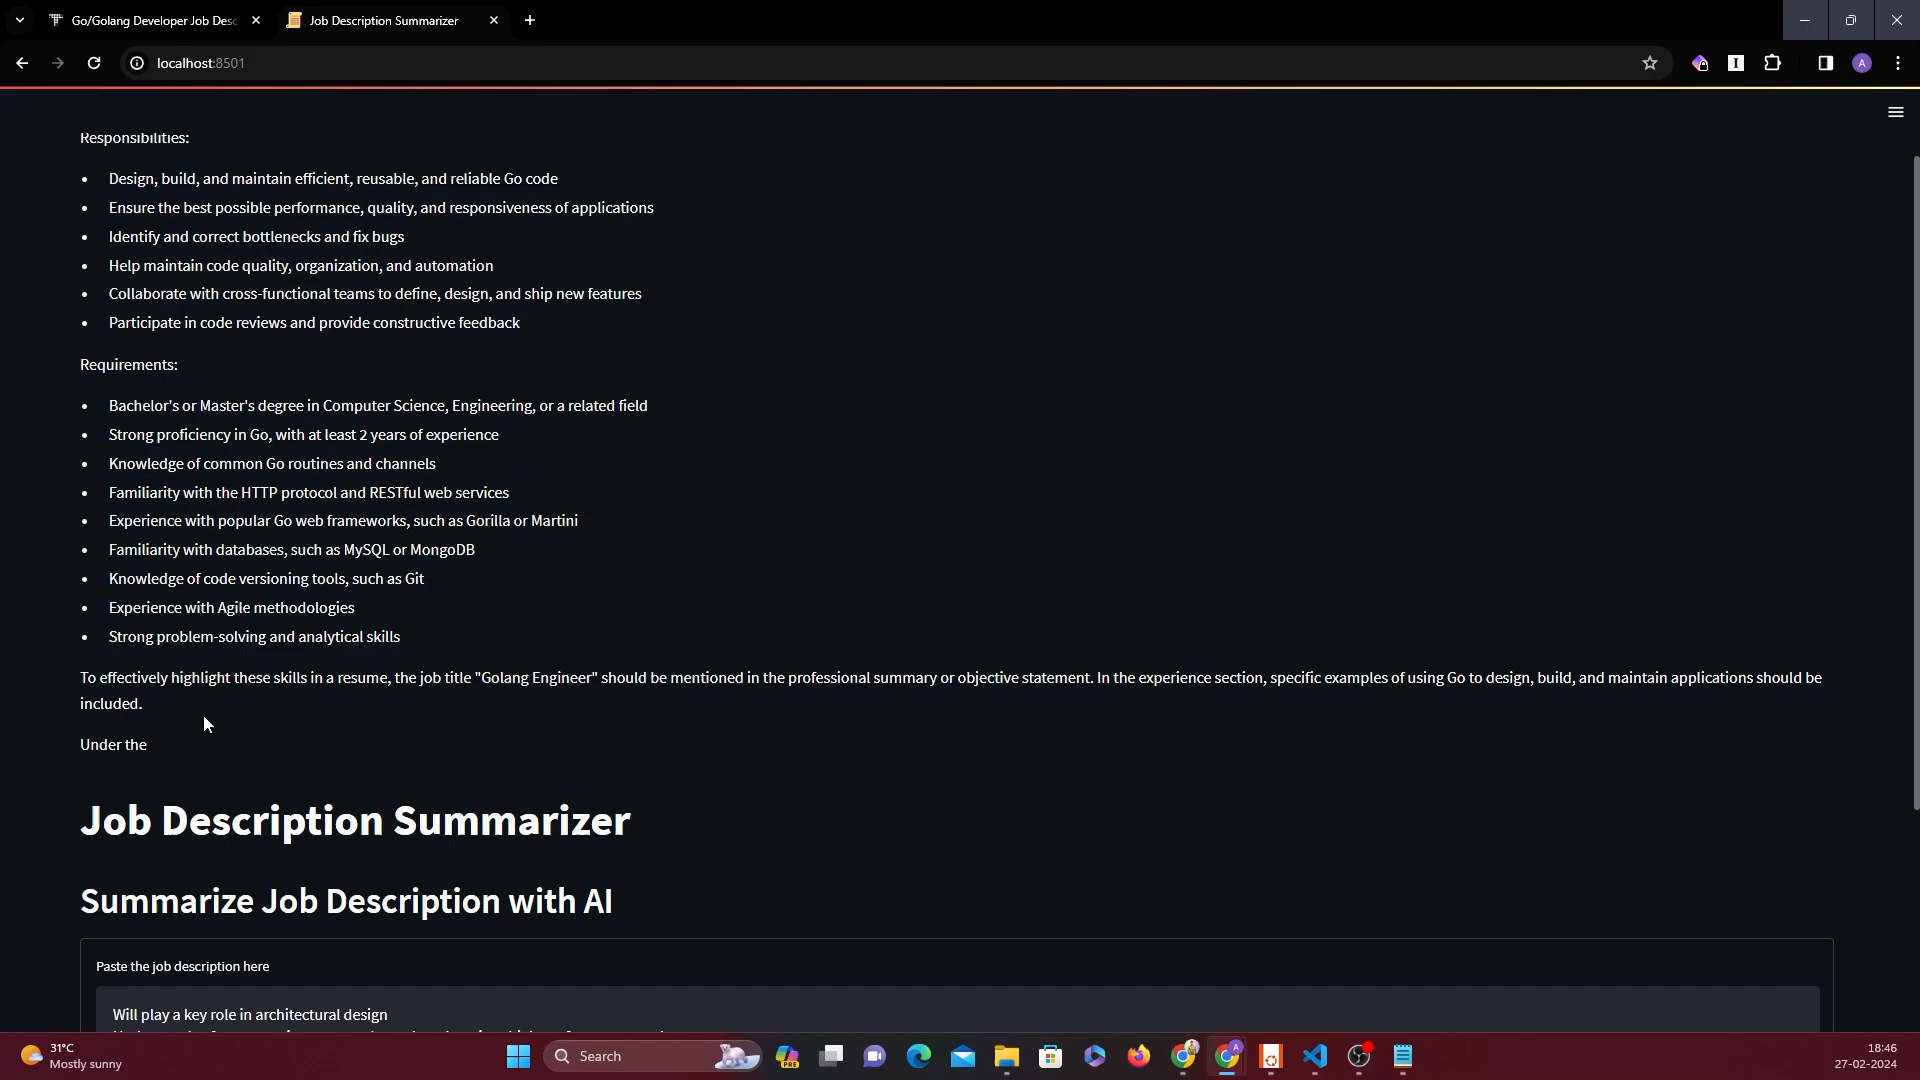 Go/Golang Developer Job Desc
Job Description Summarizer
localhost:8501
A
Responsibilities:
• Design, build, and maintain efficient, reusable, and reliable Go code
• Ensure the best possible performance, quality, and responsiveness of applications
• Identify and correct bottlenecks and fix bugs
• Help maintain code quality, organization, and automation
• Collaborate with cross-functional teams to define, design, and ship new features
• Participate in code reviews and provide constructive feedback
Requirements:
• Bachelor's or Master's degree in Computer Science, Engineering, or a related field
• Strong proficiency in Go, with at least 2 years of experience
• Knowledge of common Go routines and channels
• Familiarity with the HTTP protocol and RESTful web services
• Experience with popular Go web frameworks, such as Gorilla or Martini
• Familiarity with databases, such as MySQL or MongoDB
• Knowledge of code versioning tools, such as Git
• Experience with Agile methodologies
• Strong problem-solving and analytical skills
To effectively highlight these skills in a resume, the job title "Golang Engineer" should be mentioned in the professional summary or objective statement. In the experience section, specific examples of using Go to design, build, and maintain applications should be
included.
Under the
Job Description Summarizer
Summarize Job Description with AI
Paste the job description here
Will play a key role in architectural design
31°C
Mostly sunny
Search
PRE
A
18:46
27-02-2024